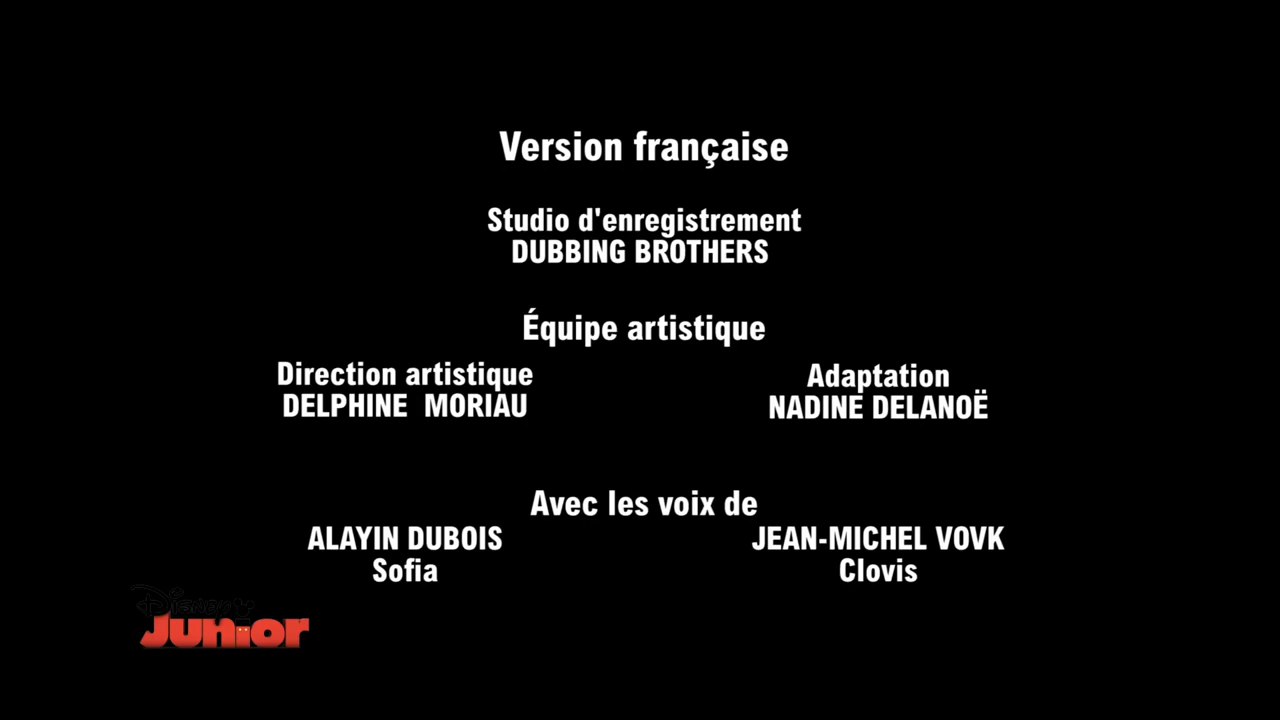 Version française
Studio d'enregistrement
DUBBING BROTHERS
Équipe artistique
Direction artistique
DELPHINE MORIAU
Adaptation
NADINE DELANOË
Avec les voix de
ALAYIN DUBOIS
Sofia
JEAN-MICHEL VOVK
Clovis
Disney
Junior